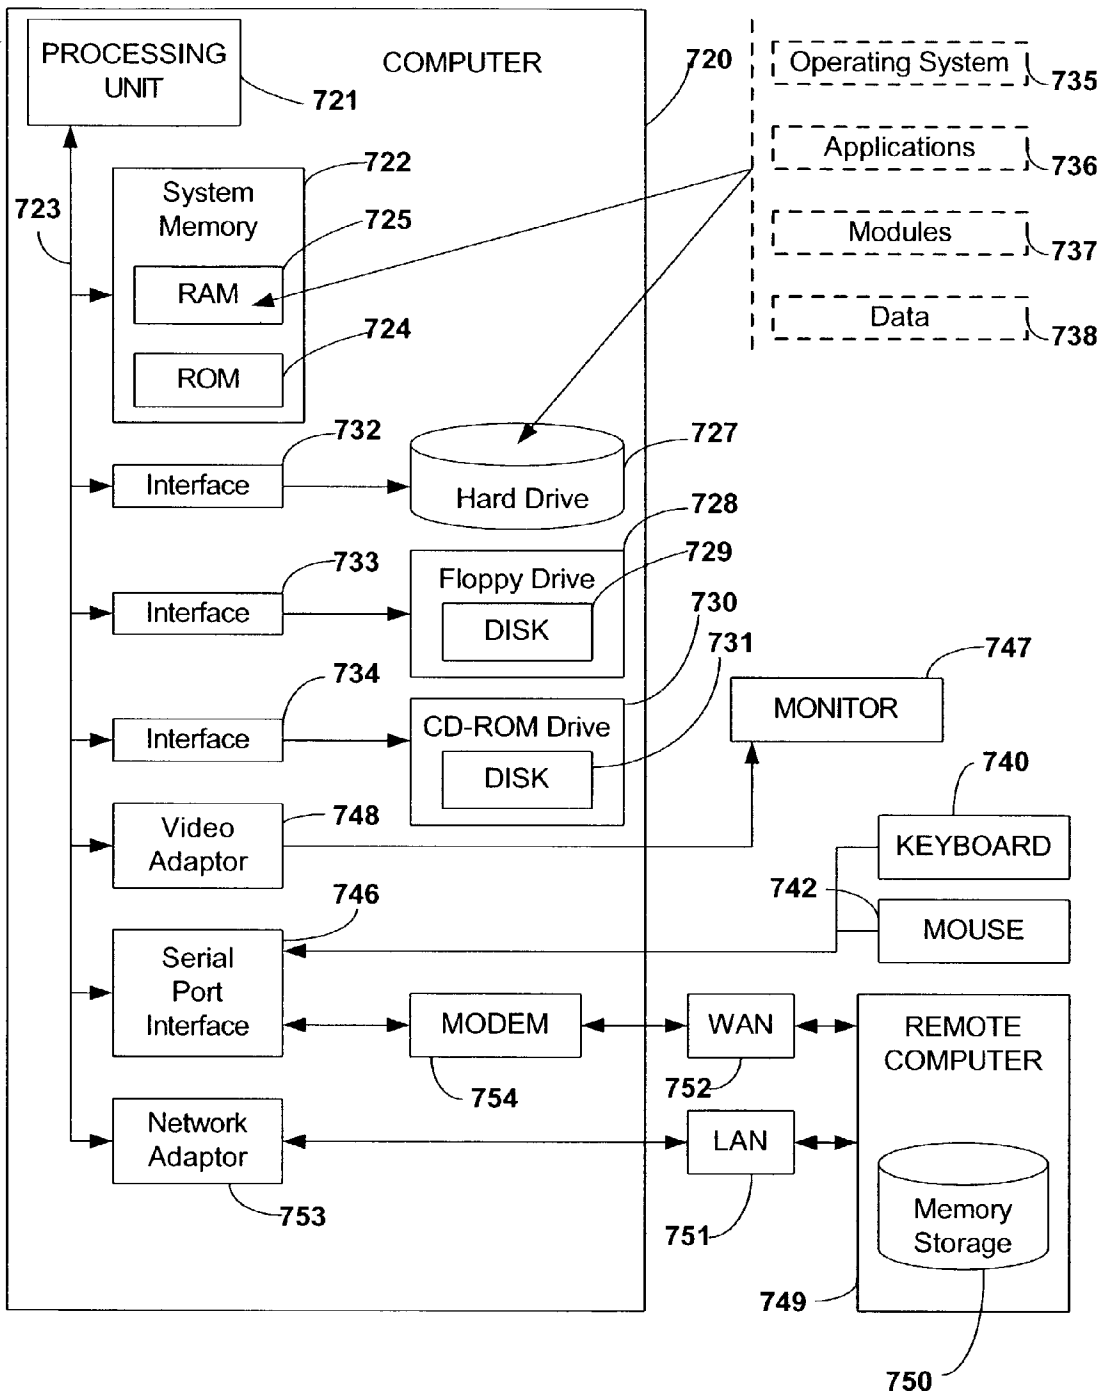 PROCESSING
UNIT
721
COMPUTER
720
Operating System
735
Applications
736
Modules
737
Data
738
723
722
System
Memory
725
RAM
724
ROM
732
Interface
727
Hard Drive
728
733
Interface
Floppy Drive
729
DISK
730
734
Interface
CD-ROM Drive
731
DISK
747
MONITOR
748
Video
Adaptor
740
KEYBOARD
742
MOUSE
746
Serial
Port
Interface
MODEM
754
WAN
752
REMOTE
COMPUTER
Network
Adaptor
753
LAN
751
Memory
Storage
749
750